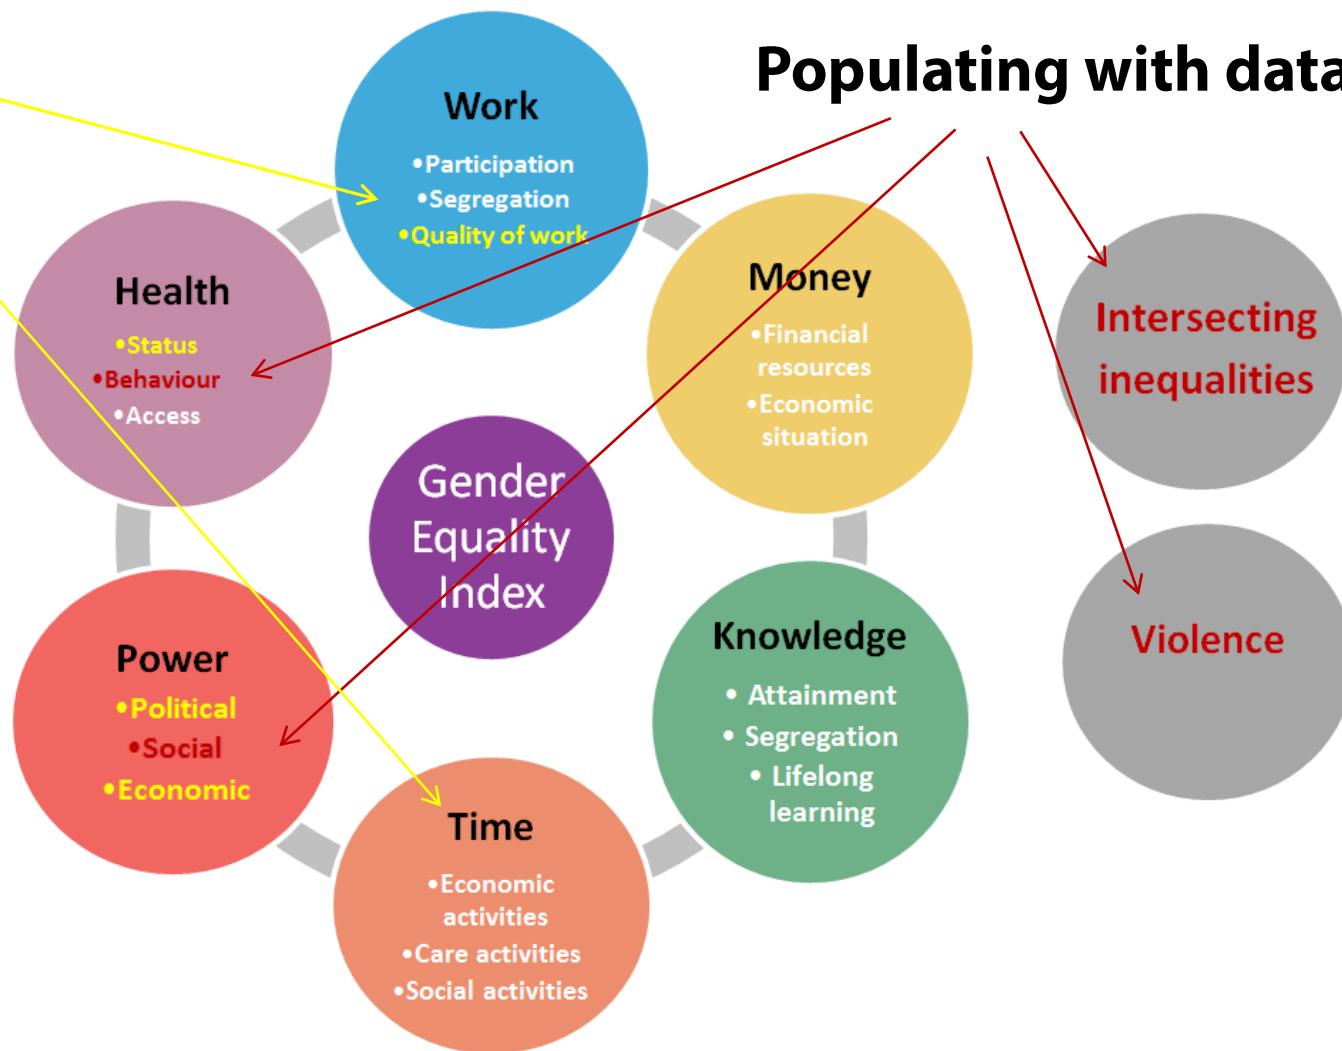 Populating with data
Work
•Participation
•Segregation
•Quality of work
Money
•Financial
resources
•Economic
situation
Knowledge
• Attainment
• Segregation
• Lifelong
learning
Time
•Economic
activities
•Care activities
•Social activities
Power
•Political
•Social
•Economic
Health
•Status
•Behaviour
•Access
Gender
Equality
Index
Intersecting
inequalities
Violence